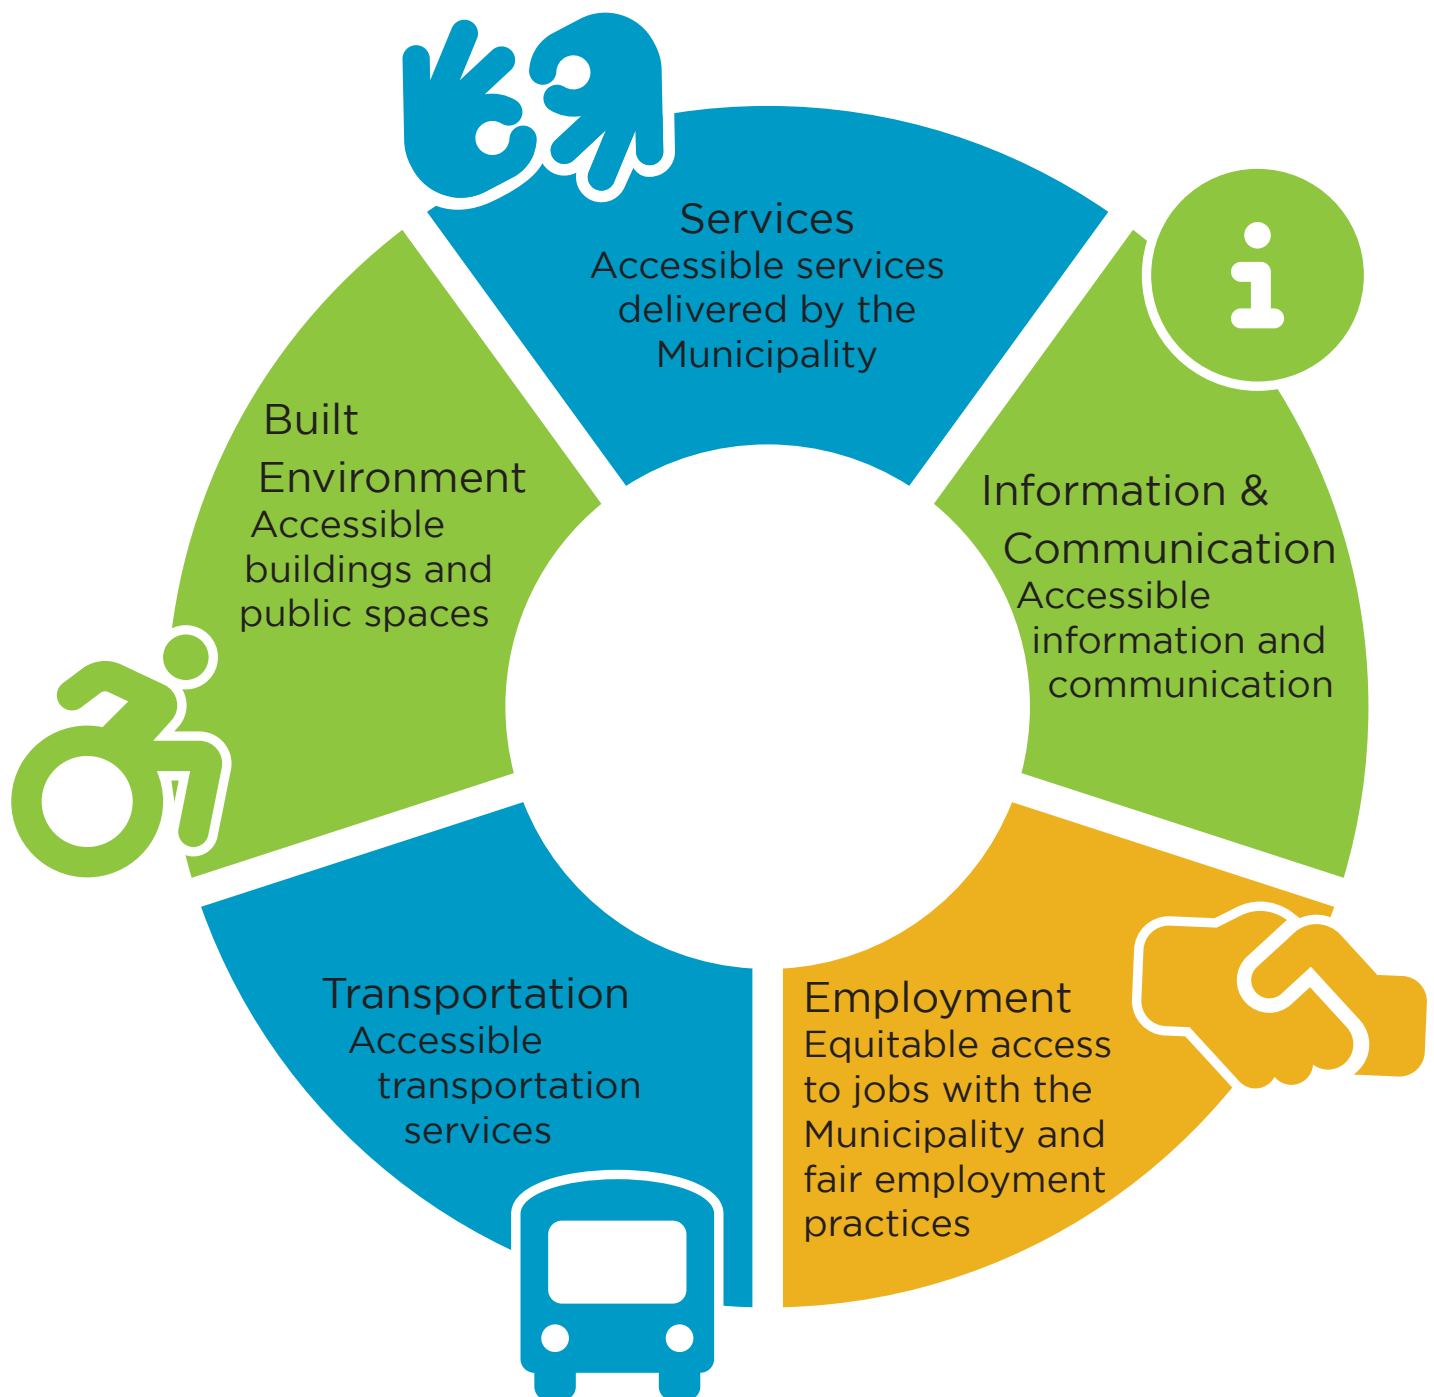 Services
Accessible services
delivered by the
Municipality
Information &
Communication
Accessible
information and
communication
Employment
Equitable access
to jobs with the
Municipality and
fair employment
practices
Transportation
Accessible
transportation
services
Built
Environment
Accessible
buildings and
public spaces